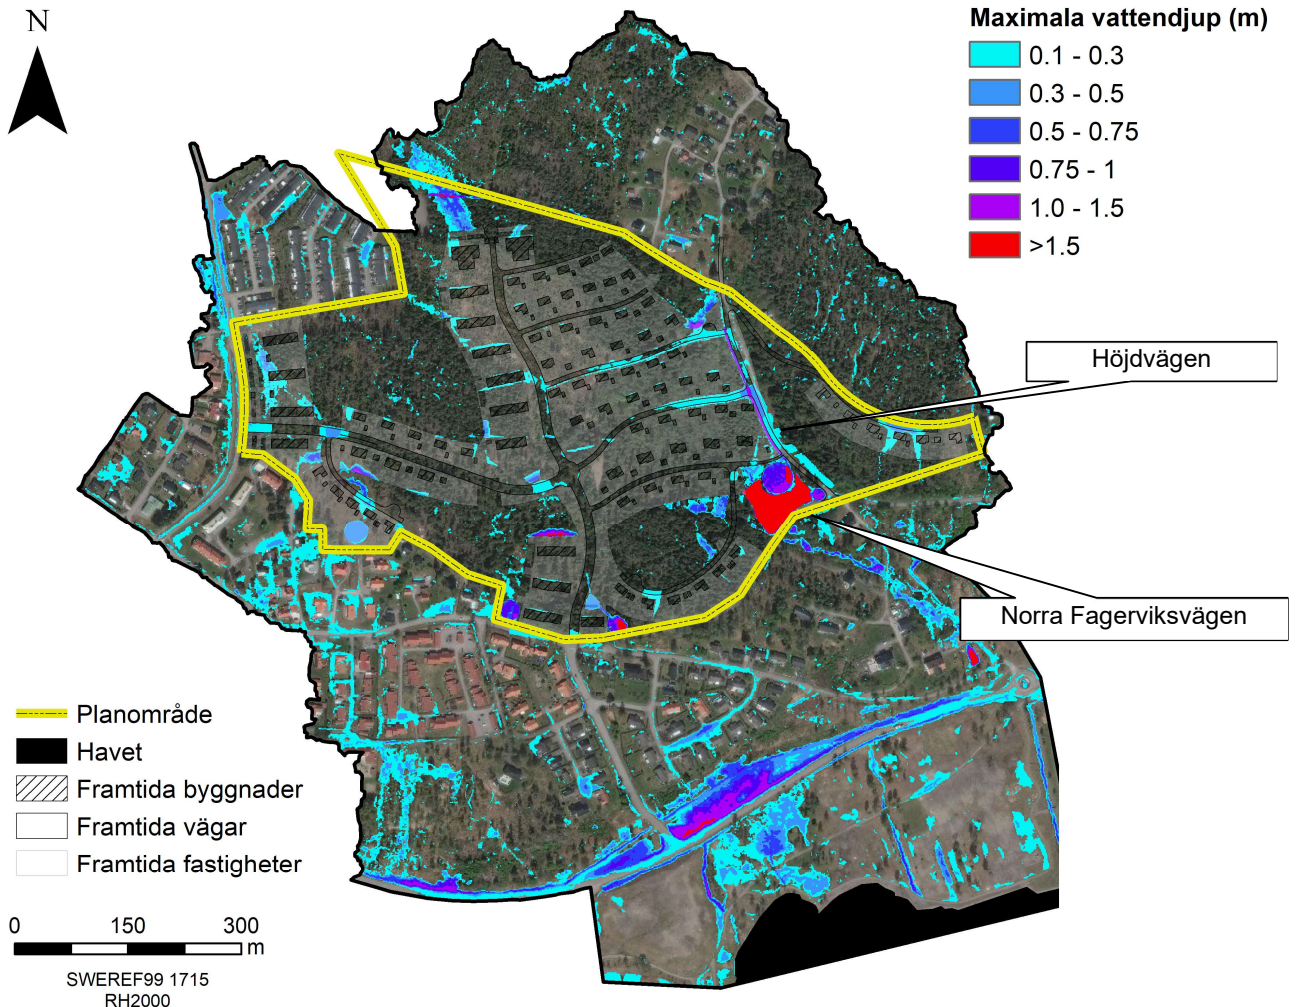 N
Maximala vattendjup (m)
0.1 - 0.3
0.3 - 0.5
0.5 - 0.75
0.75 - 1
1.0 - 1.5
>1.5
Höjdvägen
Norra Fagerviksvägen
Planområde
Havet
Framtida byggnader
Framtida vägar
Framtida fastigheter
0 150 300
m
SWEREF99 1715
RH2000